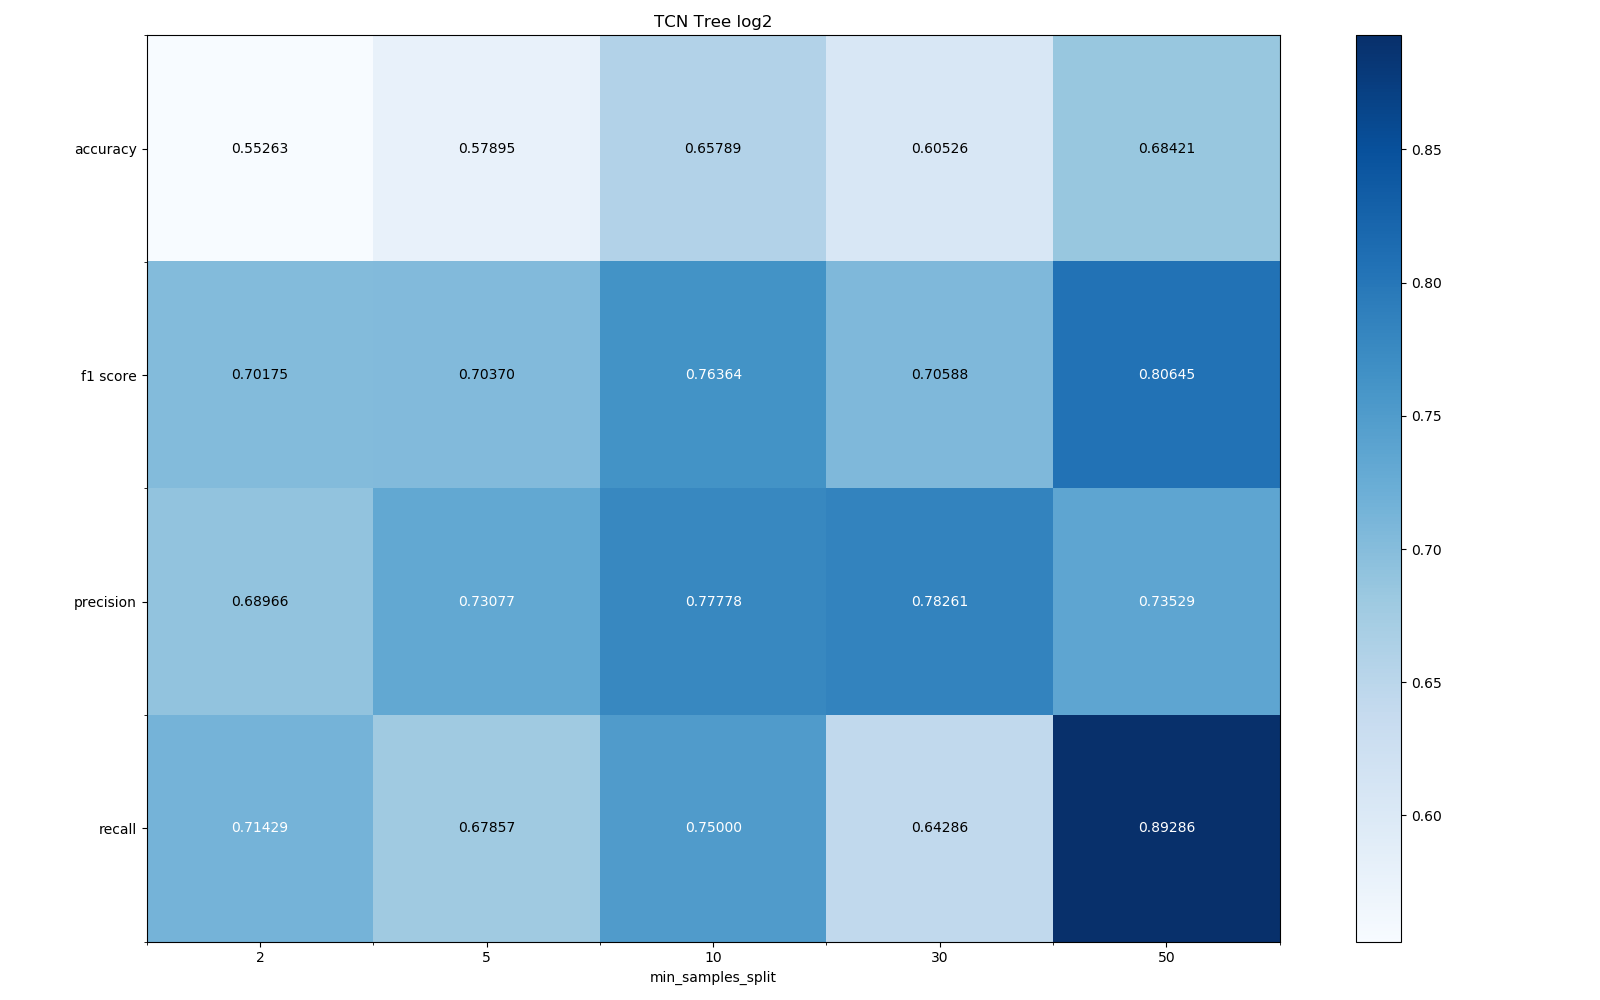 TCN Tree log2
accuracy 0.55263 0.57895 0.65789 0.60526 0.68421
f1 score 0.70175 0.70370 0.76364 0.70588 0.80645
precision 0.68966 0.73077 0.77778 0.78261 0.73529
recall 0.71429 0.67857 0.75000 0.64286 0.89286
2 5 10 30 50
min_samples_split
0.85
0.80
0.75
0.70
0.65
0.60